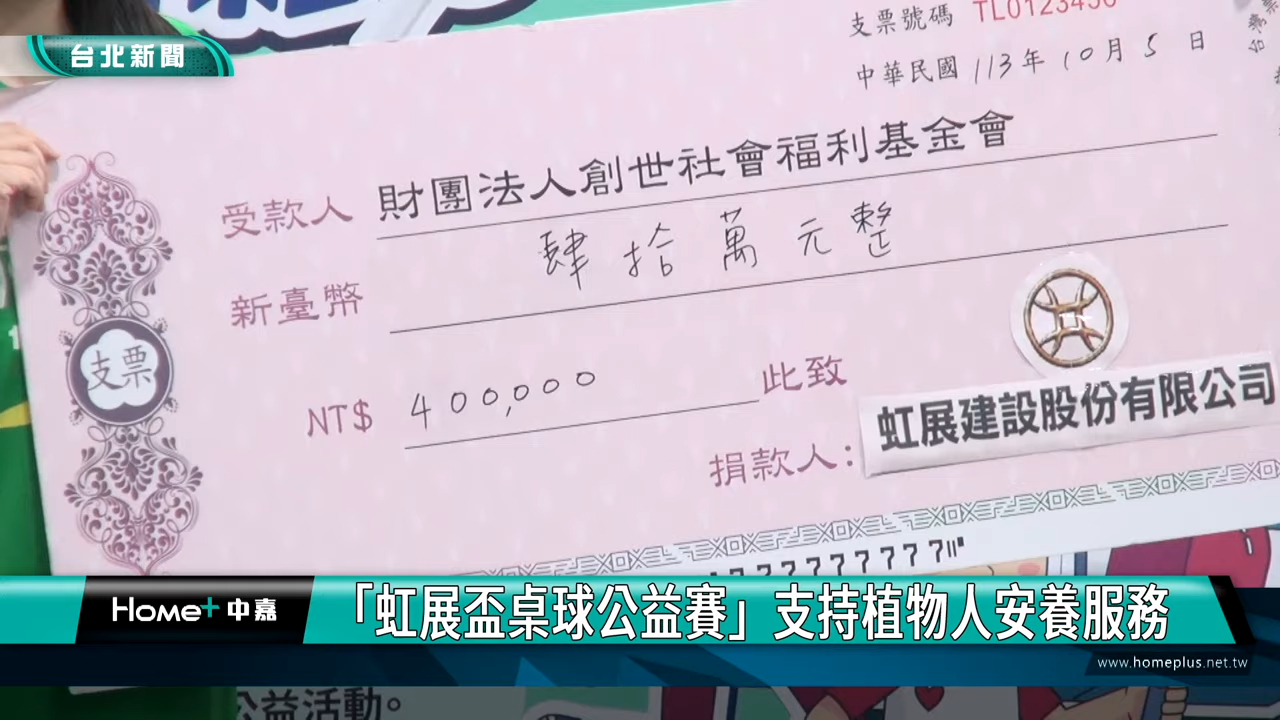 台北新聞
支票號碼 TL0123456
中華民國 113年 10月 5日
受款人 財團法人創世社會福利基金會
新臺幣 肆拾萬元整
支票
NT$ 400,000 此致
捐款人: 虹展建設股份有限公司
Home+中嘉 「虹展盃桌球公益賽」支持植物人安養服務
www.homeplus.net.tw
公益活動。